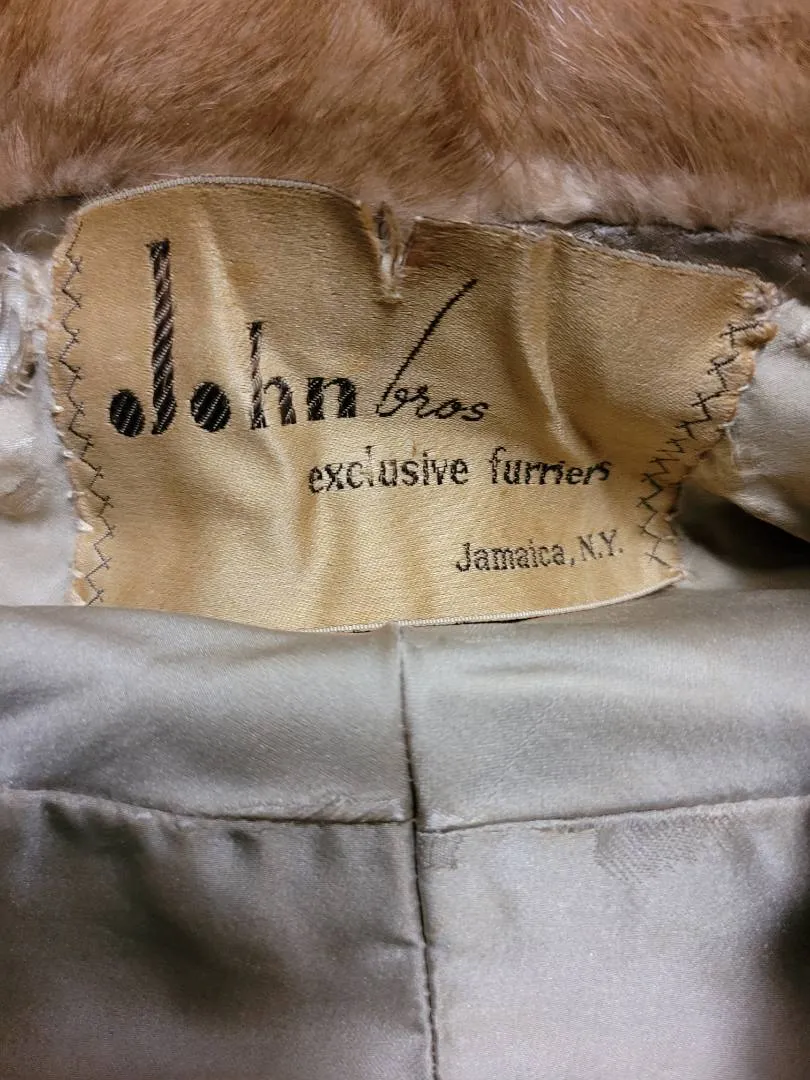 John Bros
exclusive furriers
Jamaica, N.Y.